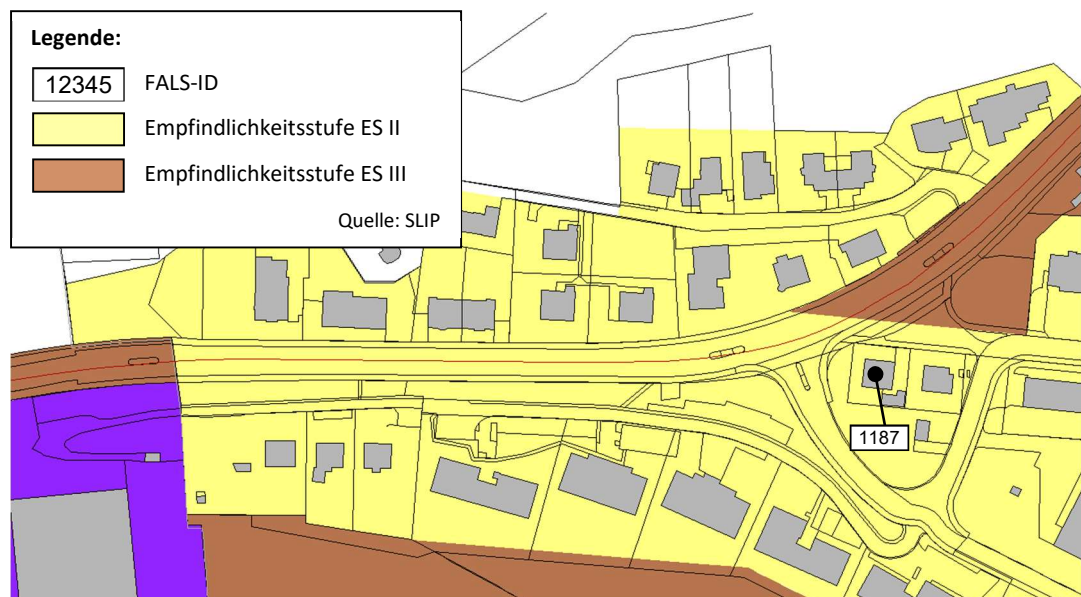 Legende:
12345 FALS-ID
Empfindlichkeitsstufe ES II
Empfindlichkeitsstufe ES III
Quelle: SLIP
1187